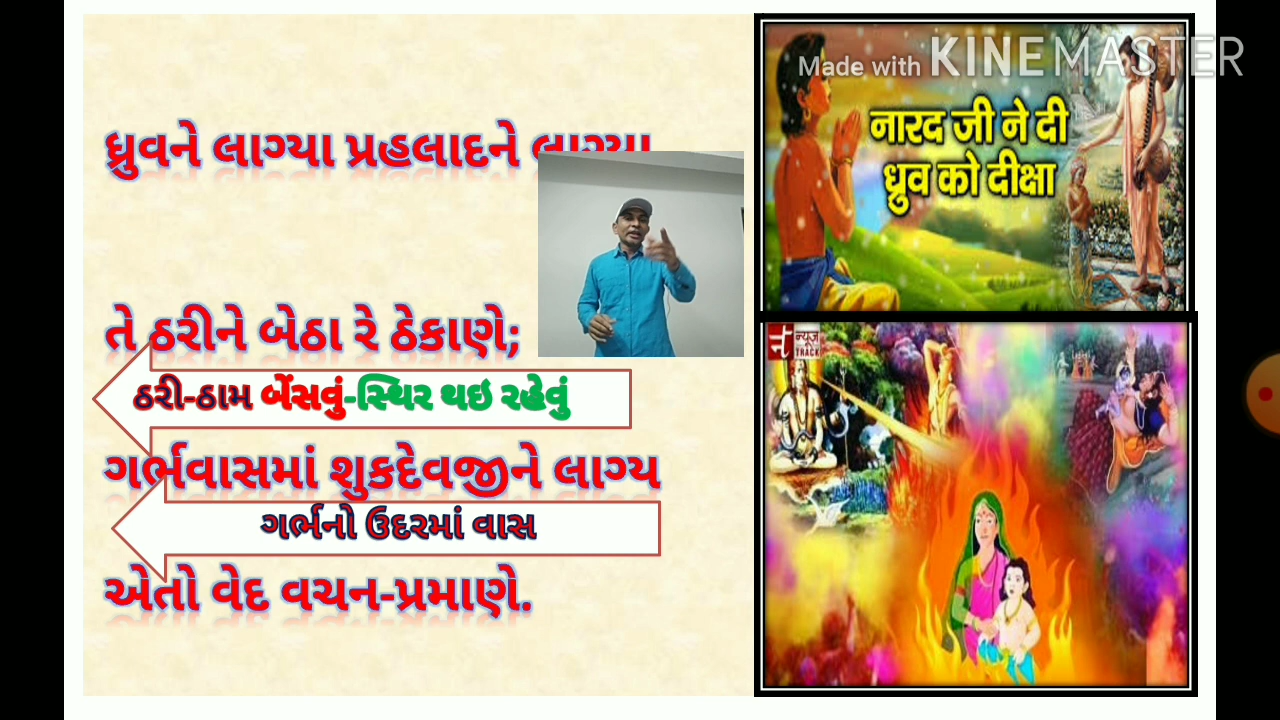 ધ્રુવને લાગ્યા પ્રહલાદને લાગ્યા
તે ઠરીને બેઠા રે ઠેકાણે;
ઠરી-ઠામ બેંસવું-સ્થિર થઇ રહેવું
ગર્ભવાસમાં શુકદેવજીને લાગ્ય
ગર્ભનો ઉદરમાં વાસ
એતો વેદ વચન-પ્રમાણે.
Made with KINEMASTER
नारद जी ने दी
ध्रुव को दीक्षा
न्यूज़
TRACK